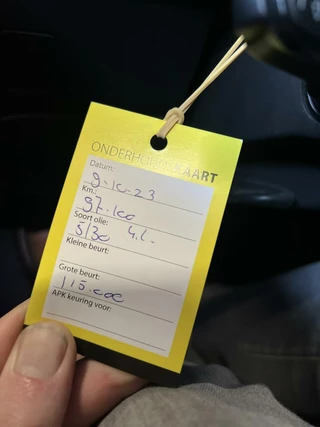 ONDERHOUDSKAART
Datum: 9-10-23
Km.: 97.100
Soort olie:
5/30 4.L.
Kleine beurt:
Grote beurt:
115.000
APK keuring voor: